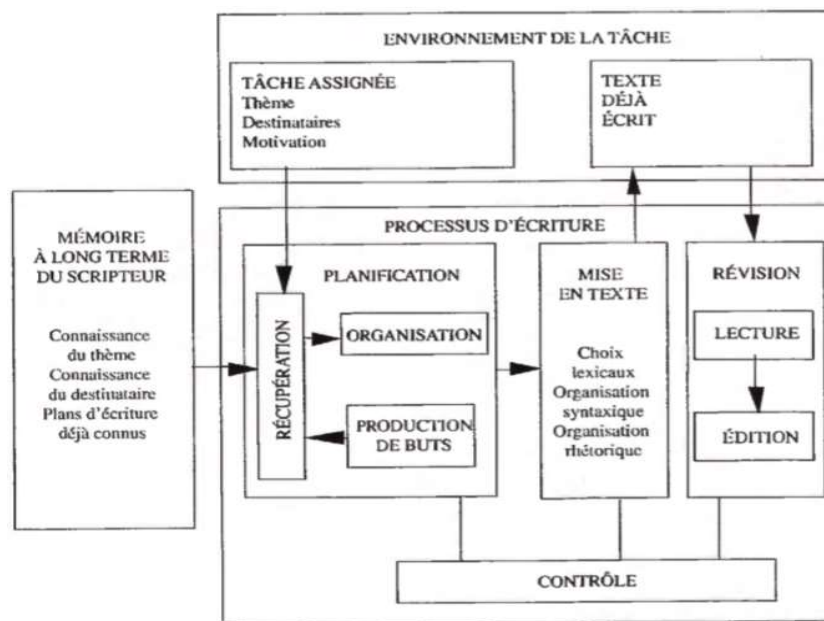 ENVIRONNEMENT DE LA TÂCHE
TÂCHE ASSIGNÉE
Thème
Destinataires
Motivation
TEXTE
DÉJÀ
ÉCRIT
MÉMOIRE
À LONG TERME
DU SCRIPTEUR
Connaissance
du thème
Connaissance
du destinataire
Plans d'écriture
déjà connus
PROCESSUS D'ÉCRITURE
PLANIFICATION
RÉCUPÉRATION
ORGANISATION
PRODUCTION
DE BUTS
MISE
EN TEXTE
Choix
lexicaux
Organisation
syntaxique
Organisation
rhétorique
RÉVISION
LECTURE
ÉDITION
CONTRÔLE